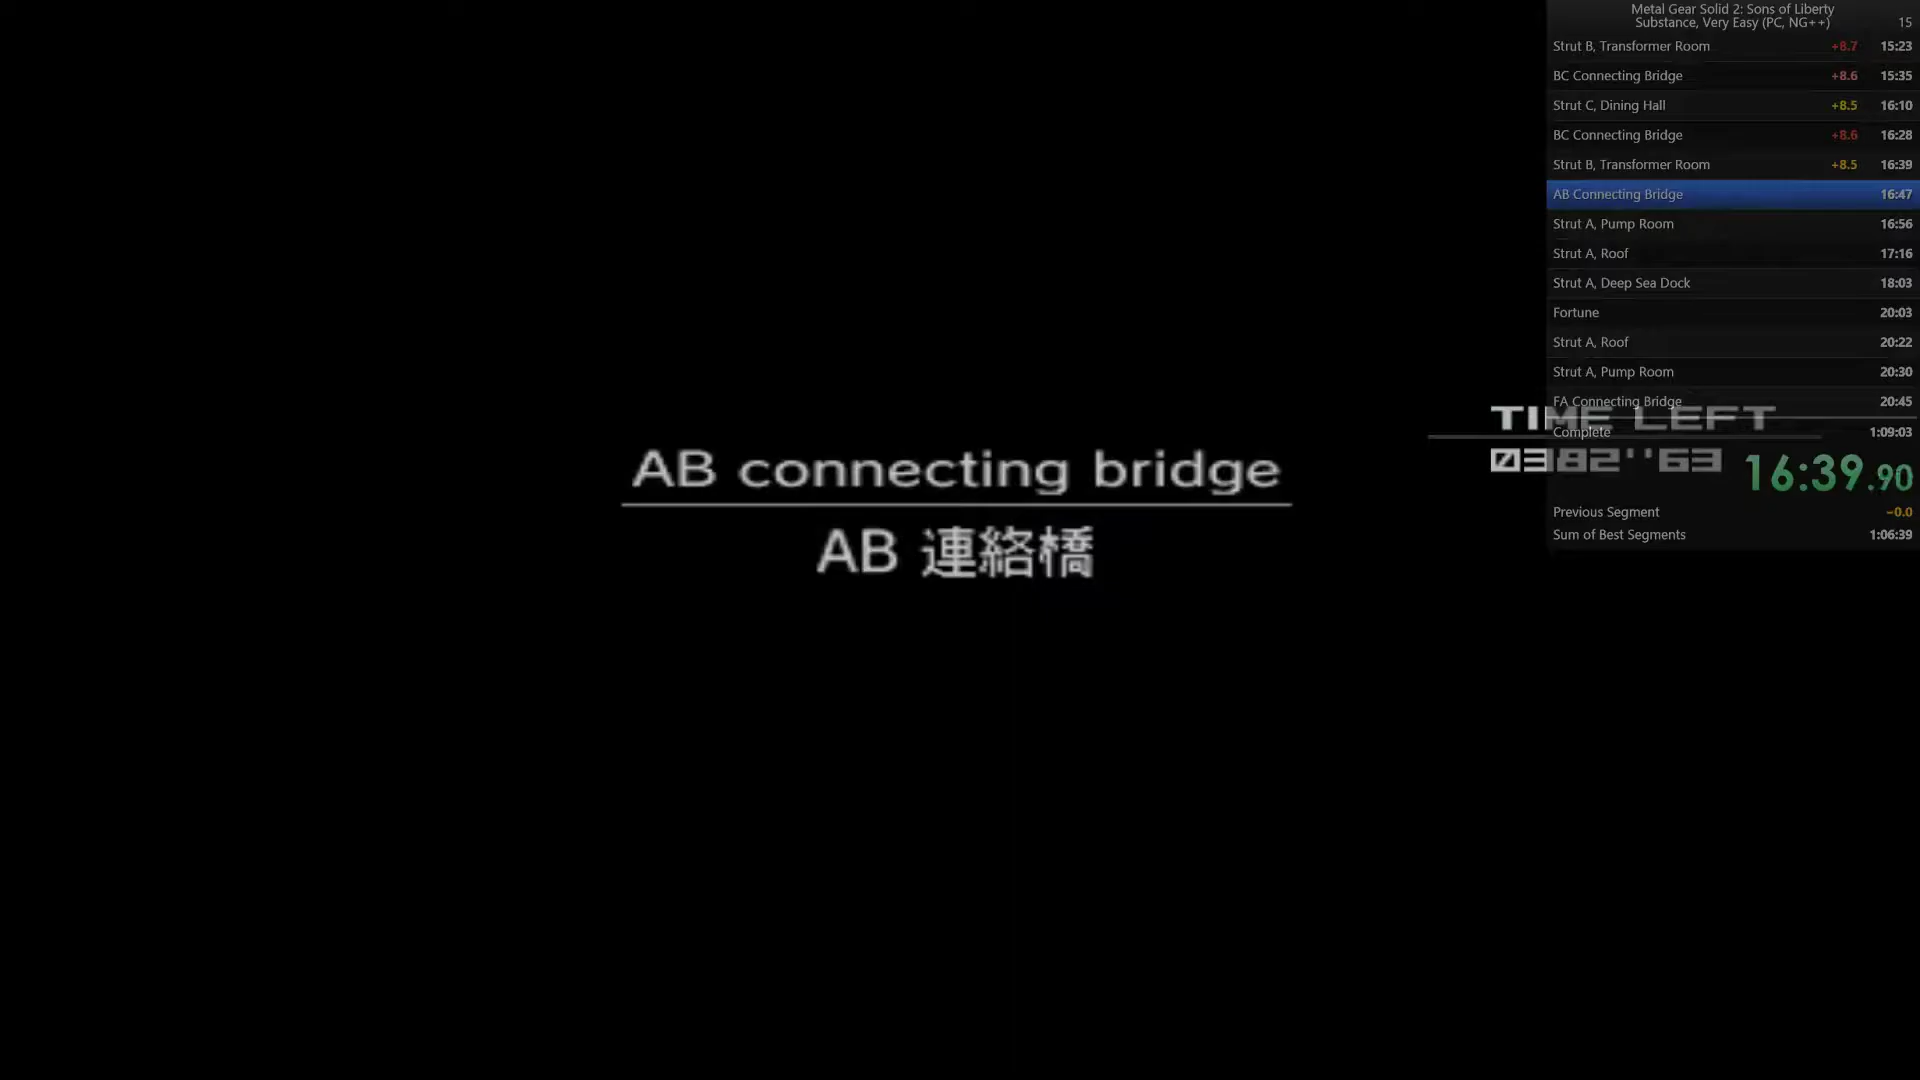 Metal Gear Solid 2: Sons of Liberty
Substance, Very Easy (PC, NG++) 15
Strut B, Transformer Room +8.7 15:23
BC Connecting Bridge +8.6 15:35
Strut C, Dining Hall +8.5 16:10
BC Connecting Bridge +8.6 16:28
Strut B, Transformer Room +8.5 16:39
AB Connecting Bridge 16:47
Strut A, Pump Room 16:56
Strut A, Roof 17:16
Strut A, Deep Sea Dock 18:03
Fortune 20:03
Strut A, Roof 20:22
Strut A, Pump Room 20:30
FA Connecting Bridge 20:45
TIME LEFT
Complete 1:09:03
0382"63
16:39.90
Previous Segment -0.0
Sum of Best Segments 1:06:39
AB connecting bridge
AB 連絡橋